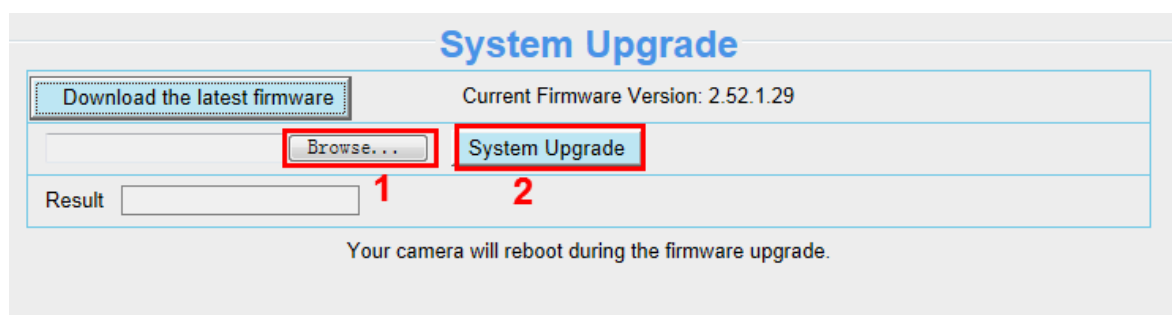 System Upgrade
Download the latest firmware Current Firmware Version: 2.52.1.29
Browse... System Upgrade
1 2
Result
Your camera will reboot during the firmware upgrade.